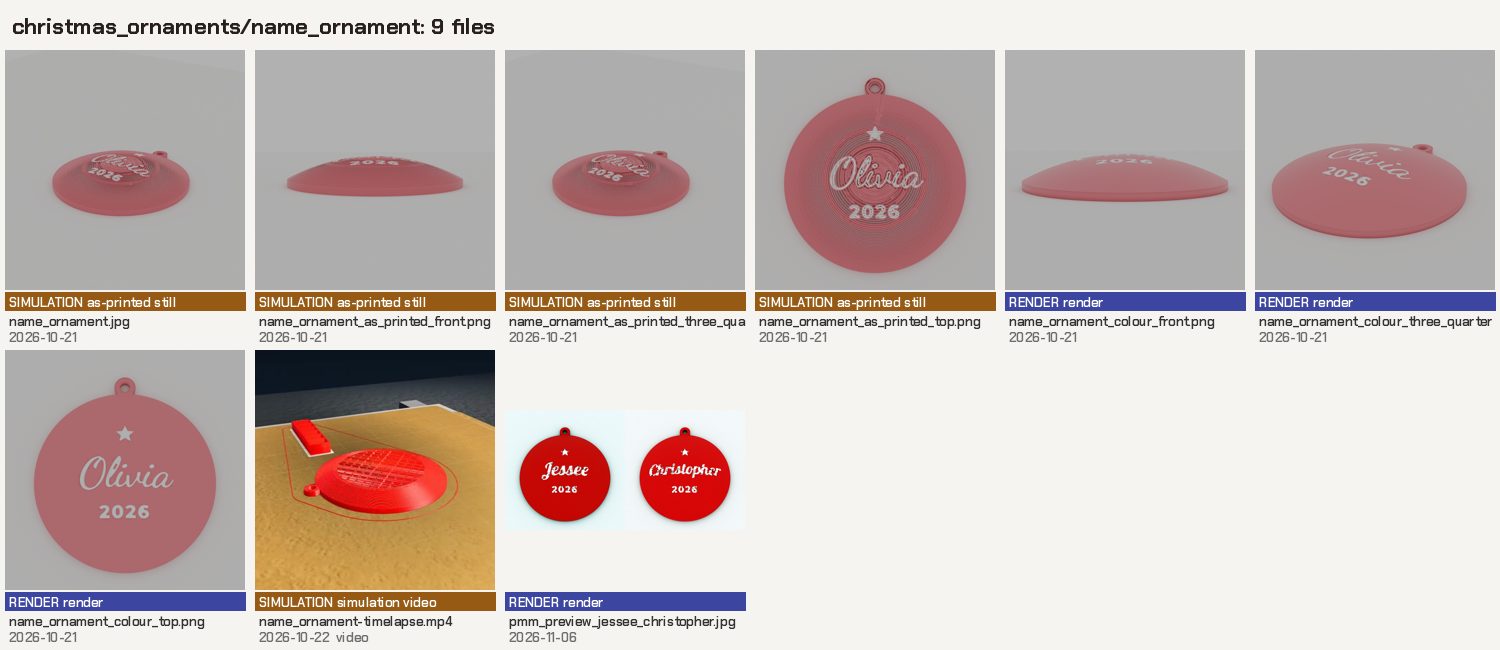 christmas_ornaments/name_ornament: 9 files
Olivia
2026
SIMULATION as-printed still
name_ornament.jpg
2026-10-21
2026
SIMULATION as-printed still
name_ornament_as_printed_front.png
2026-10-21
Olivia
2026
SIMULATION as-printed still
name_ornament_as_printed_three_qua
2026-10-21
Olivia
2026
SIMULATION as-printed still
name_ornament_as_printed_top.png
2026-10-21
2026
RENDER render
name_ornament_colour_front.png
2026-10-21
Olivia
2026
RENDER render
name_ornament_colour_three_quarter
2026-10-21
Olivia
2026
RENDER render
name_ornament_colour_top.png
2026-10-21
SIMULATION simulation video
name_ornament-timelapse.mp4
2026-10-22 video
Jessee
2026
Christopher
2026
RENDER render
pmm_preview_jessee_christopher.jpg
2026-11-06